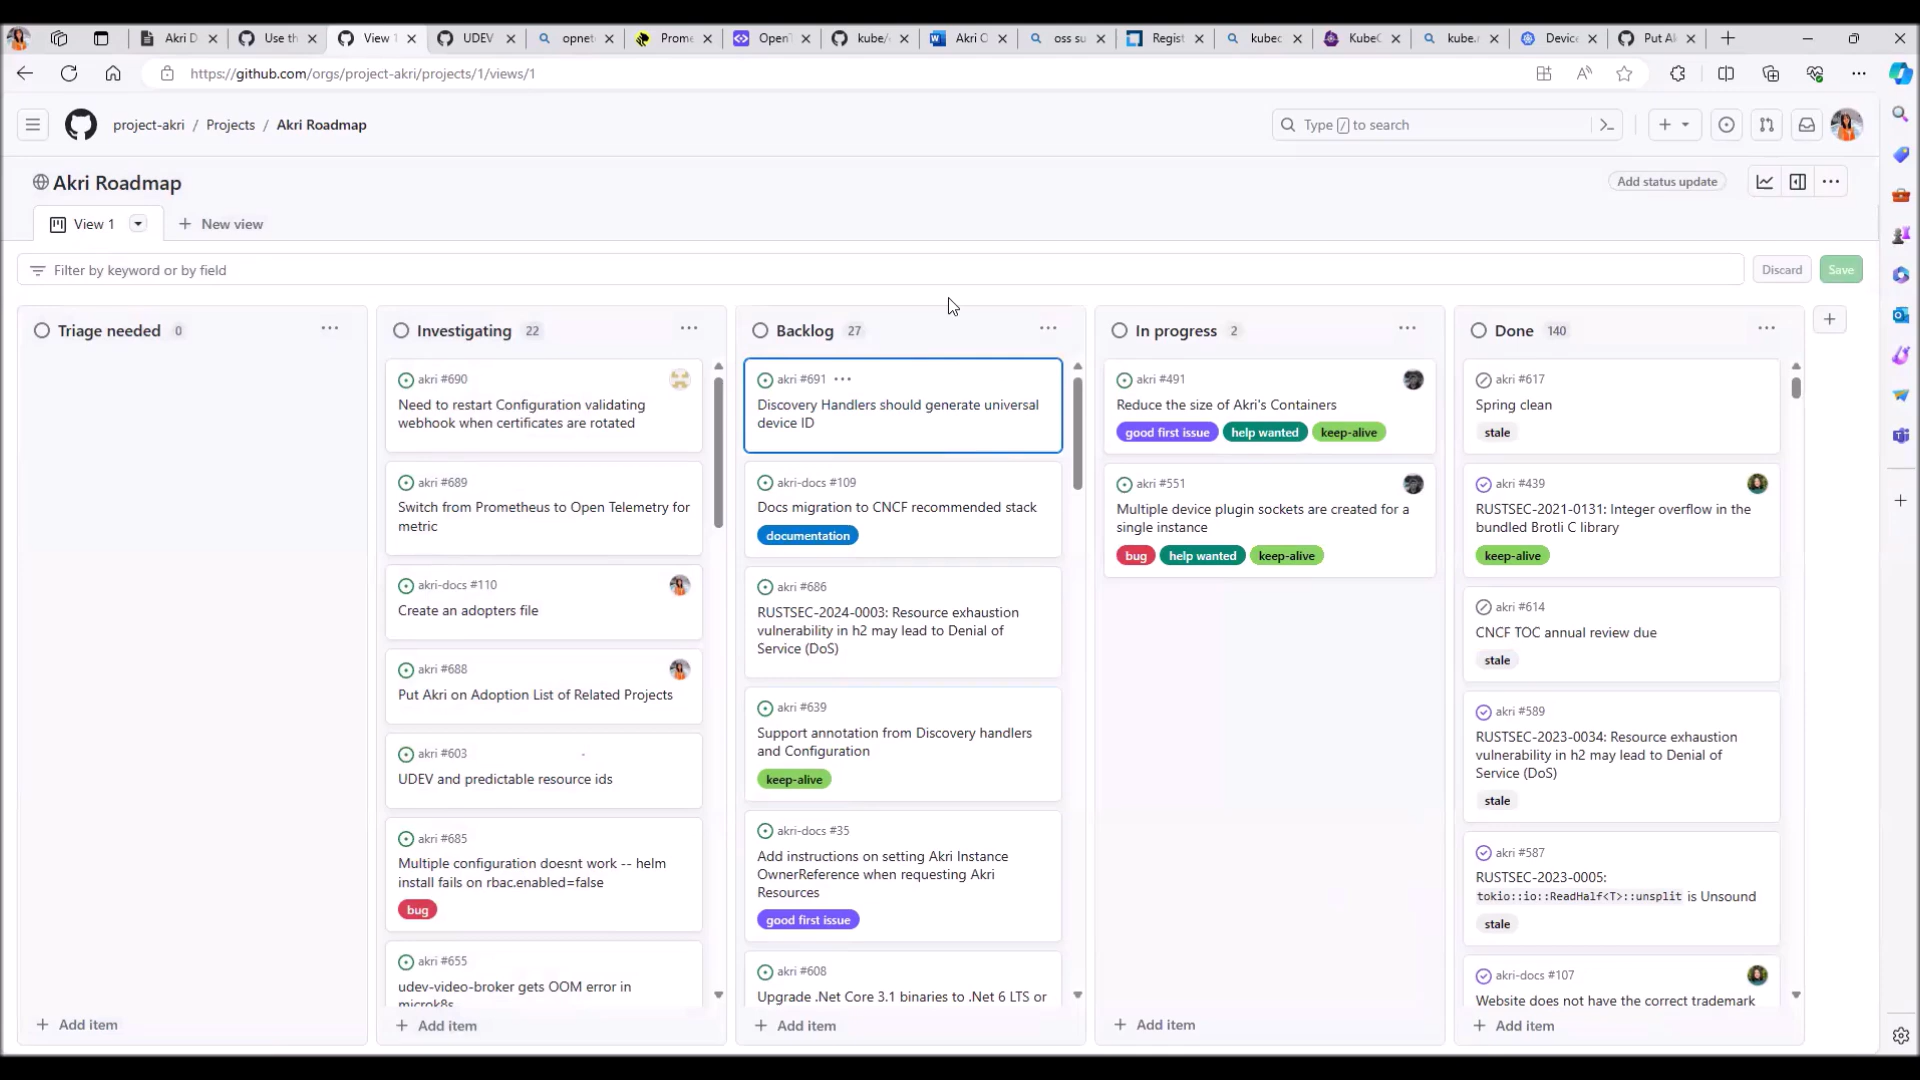 Akri D
Use th
View 1
UDEV
opnet
Prome
OpenT
kube/
Akri C
oss su
Regist
kubec
KubeC
kube.r
Device
Put Al
https://github.com/orgs/project-akri/projects/1/views/1
project-akri / Projects / Akri Roadmap
Type / to search
Akri Roadmap
Add status update
View 1
New view
Filter by keyword or by field
Discard
Save
Triage needed 0
Add item
Investigating 22
akri #690
Need to restart Configuration validating
webhook when certificates are rotated
akri #689
Switch from Prometheus to Open Telemetry for
metric
akri-docs #110
Create an adopters file
akri #688
Put Akri on Adoption List of Related Projects
akri #603
UDEV and predictable resource ids
akri #685
Multiple configuration doesnt work -- helm
install fails on rbac.enabled=false
bug
akri #655
udev-video-broker gets OOM error in
microk8s
Add item
Backlog 27
akri #691
Discovery Handlers should generate universal
device ID
akri-docs #109
Docs migration to CNCF recommended stack
documentation
akri #686
RUSTSEC-2024-0003: Resource exhaustion
vulnerability in h2 may lead to Denial of
Service (DoS)
akri #639
Support annotation from Discovery handlers
and Configuration
keep-alive
akri-docs #35
Add instructions on setting Akri Instance
OwnerReference when requesting Akri
Resources
good first issue
akri #608
Upgrade .Net Core 3.1 binaries to .Net 6 LTS or
Add item
In progress 2
akri #491
Reduce the size of Akri's Containers
good first issue help wanted keep-alive
akri #551
Multiple device plugin sockets are created for a
single instance
bug help wanted keep-alive
Add item
Done 140
akri #617
Spring clean
stale
akri #439
RUSTSEC-2021-0131: Integer overflow in the
bundled Brotli C library
keep-alive
akri #614
CNCF TOC annual review due
stale
akri #589
RUSTSEC-2023-0034: Resource exhaustion
vulnerability in h2 may lead to Denial of
Service (DoS)
stale
akri #587
RUSTSEC-2023-0005:
tokio::io::ReadHalf<T>::unsplit is Unsound
stale
akri-docs #107
Website does not have the correct trademark
Add item